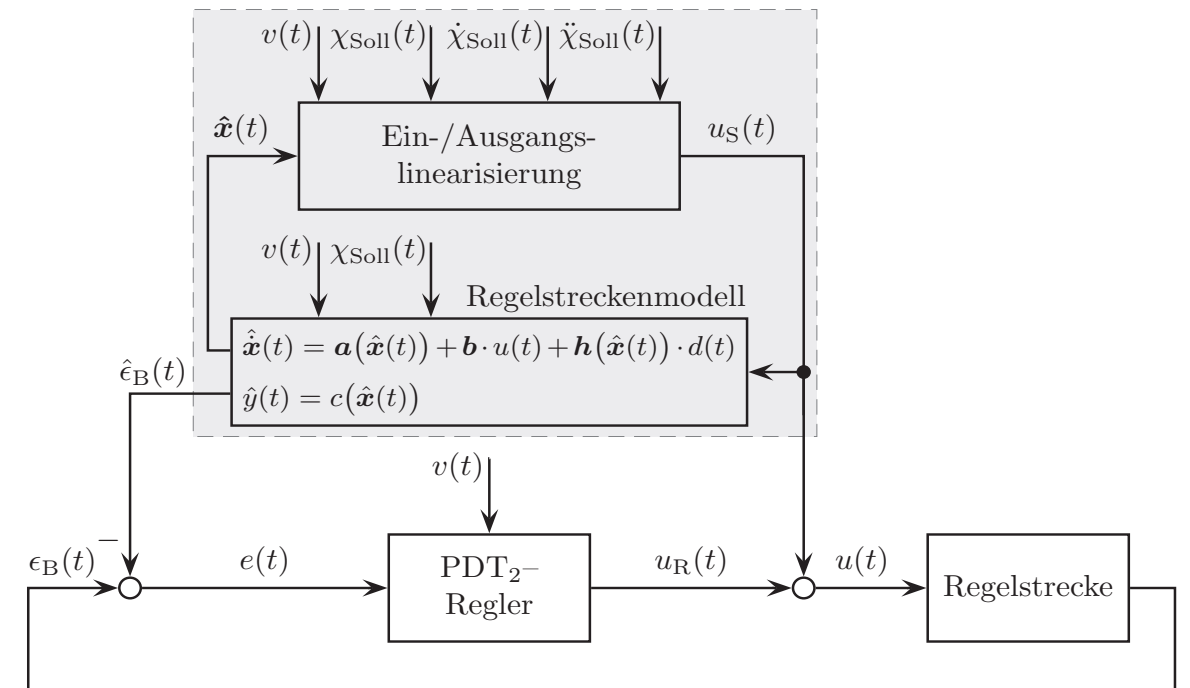 v(t) χ_Soll(t) χ̇_Soll(t) χ̈_Soll(t)
x̂(t)
Ein-/Ausgangs-
linearisierung
u_S(t)
v(t) χ_Soll(t)
Regelstreckenmodell
x̂̇(t) = a(x̂(t)) + b · u(t) + h(x̂(t)) · d(t)
ŷ(t) = c(x̂(t))
ε̂_B(t)
v(t)
ϵ_B(t)
−
e(t)
PDT₂–
Regler
u_R(t)
u(t)
Regelstrecke